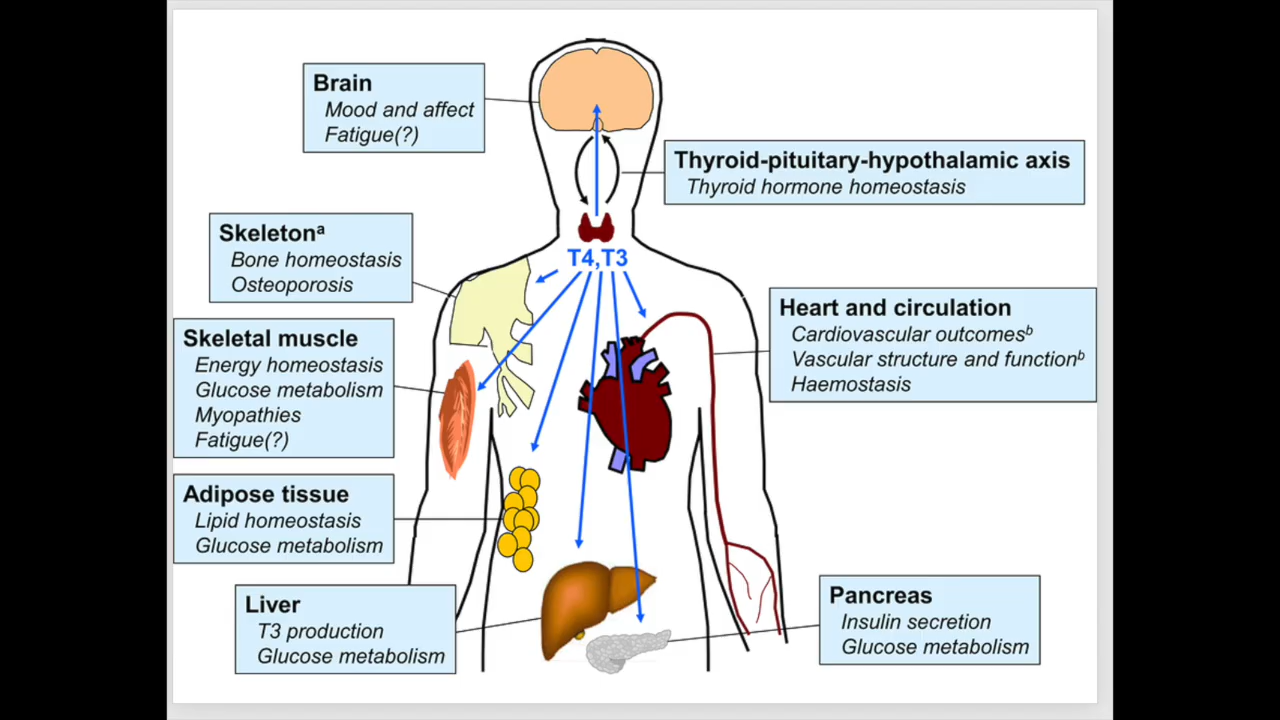 Brain
Mood and affect
Fatigue(?)
Thyroid-pituitary-hypothalamic axis
Thyroid hormone homeostasis
Skeletonᵃ
Bone homeostasis
Osteoporosis
T4,T3
Heart and circulation
Cardiovascular outcomesᵇ
Vascular structure and functionᵇ
Haemostasis
Skeletal muscle
Energy homeostasis
Glucose metabolism
Myopathies
Fatigue(?)
Adipose tissue
Lipid homeostasis
Glucose metabolism
Liver
T3 production
Glucose metabolism
Pancreas
Insulin secretion
Glucose metabolism